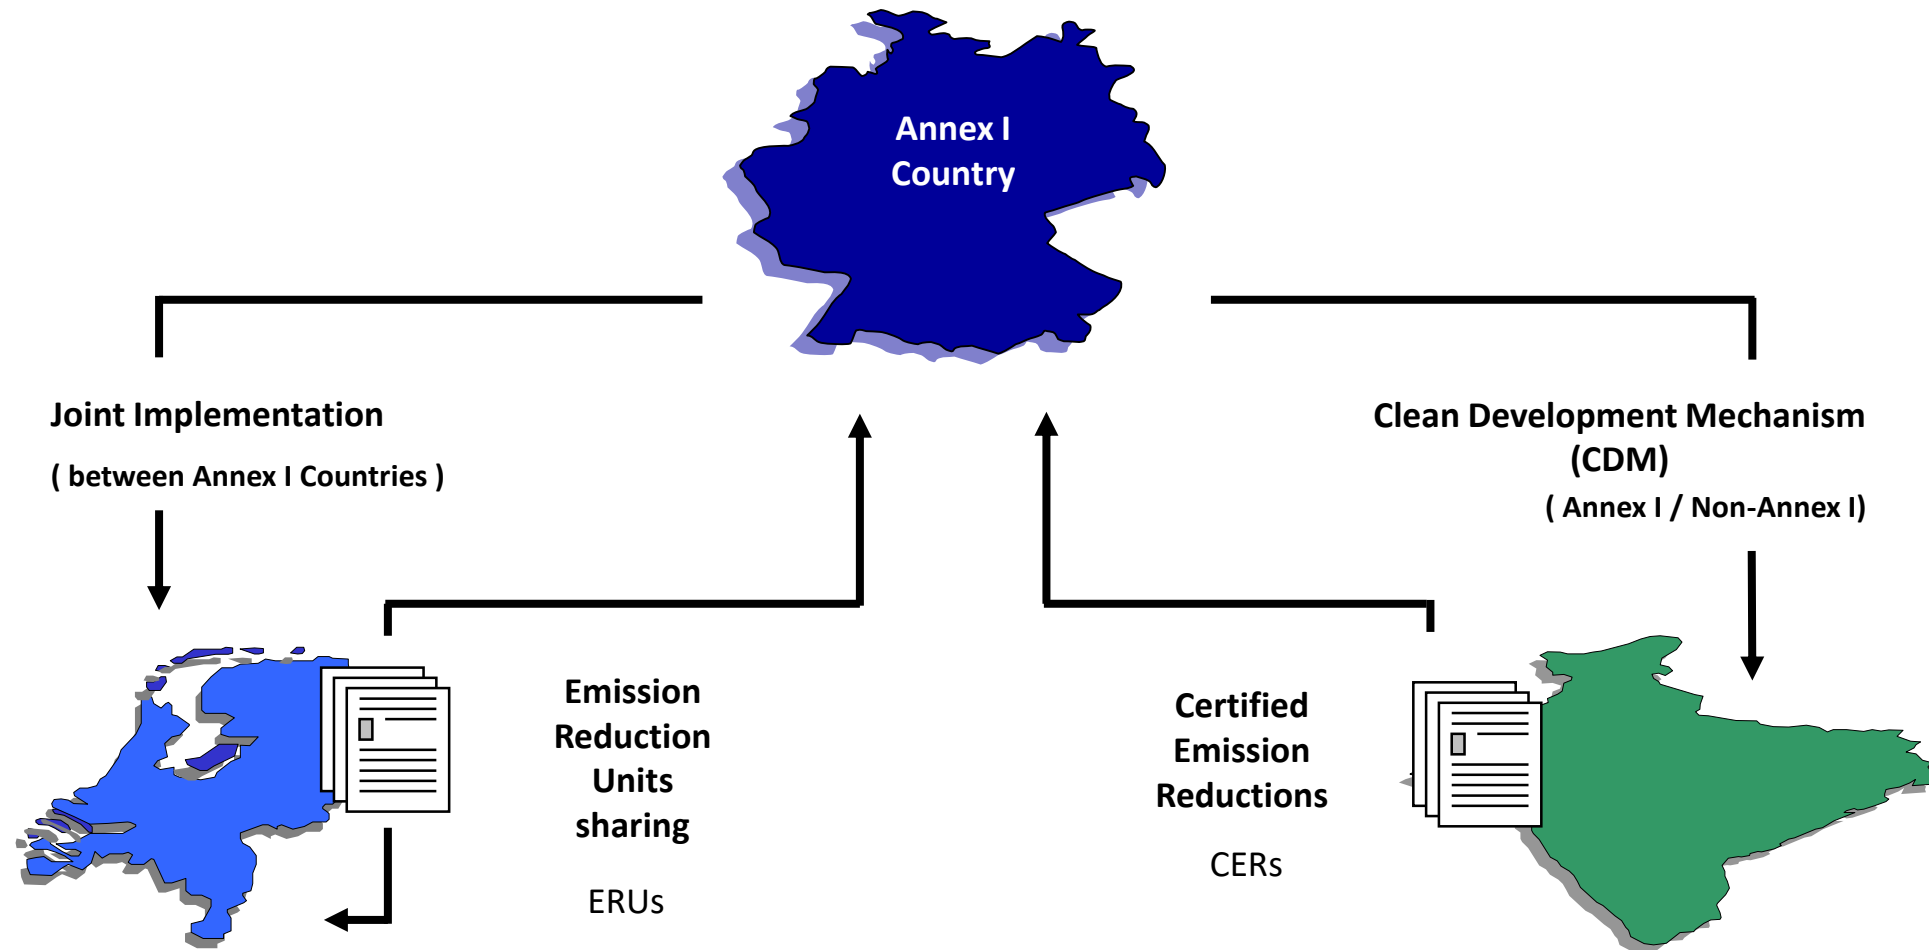 Annex I
Country
Joint Implementation
( between Annex I Countries )
Clean Development Mechanism
(CDM)
( Annex I / Non-Annex I)
Emission
Reduction
Units
sharing
ERUs
Certified
Emission
Reductions
CERs